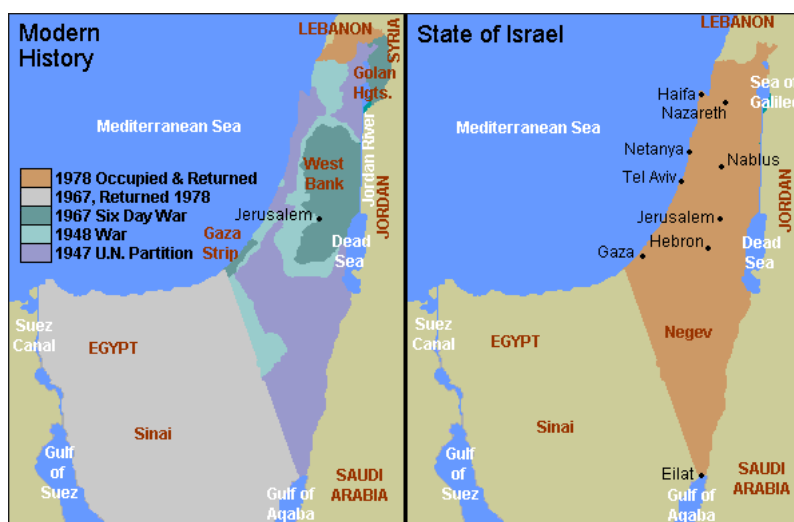 Modern
History
LEBANON
SYRIA
Golan
Hgts.
Mediterranean Sea
Jordan River
West
Bank
1978 Occupied & Returned
1967, Returned 1978
1967 Six Day War
1948 War
1947 U.N. Partition
JORDAN
Jerusalem
Gaza
Strip
Dead
Sea
Suez
Canal
EGYPT
Sinai
Gulf
of
Suez
SAUDI
ARABIA
Gulf of
Aqaba
State of Israel
LEBANON
Sea of
Galilee
Haifa
Nazareth
Mediterranean Sea
Netanya
Nablus
Tel Aviv
JORDAN
Jerusalem
Hebron
Gaza
Dead
Sea
Suez
Canal
EGYPT
Negev
Sinai
Gulf
of
Suez
Eilat
SAUDI
ARABIA
Gulf of
Aqaba